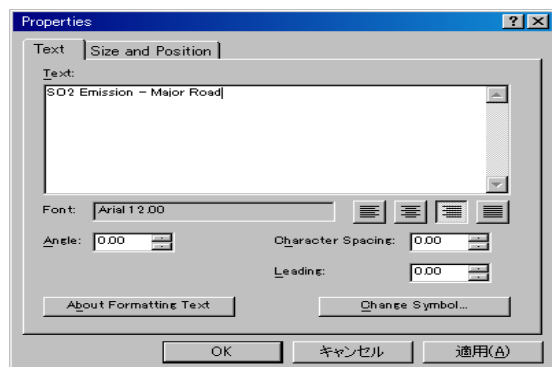 Properties
Text Size and Position
Text:
SO2 Emission - Major Road
Font: Arial 12.00
Angle: 0.00 Character Spacing: 0.00
Leading: 0.00
About Formatting Text Change Symbol...
OK キャンセル 適用(A)